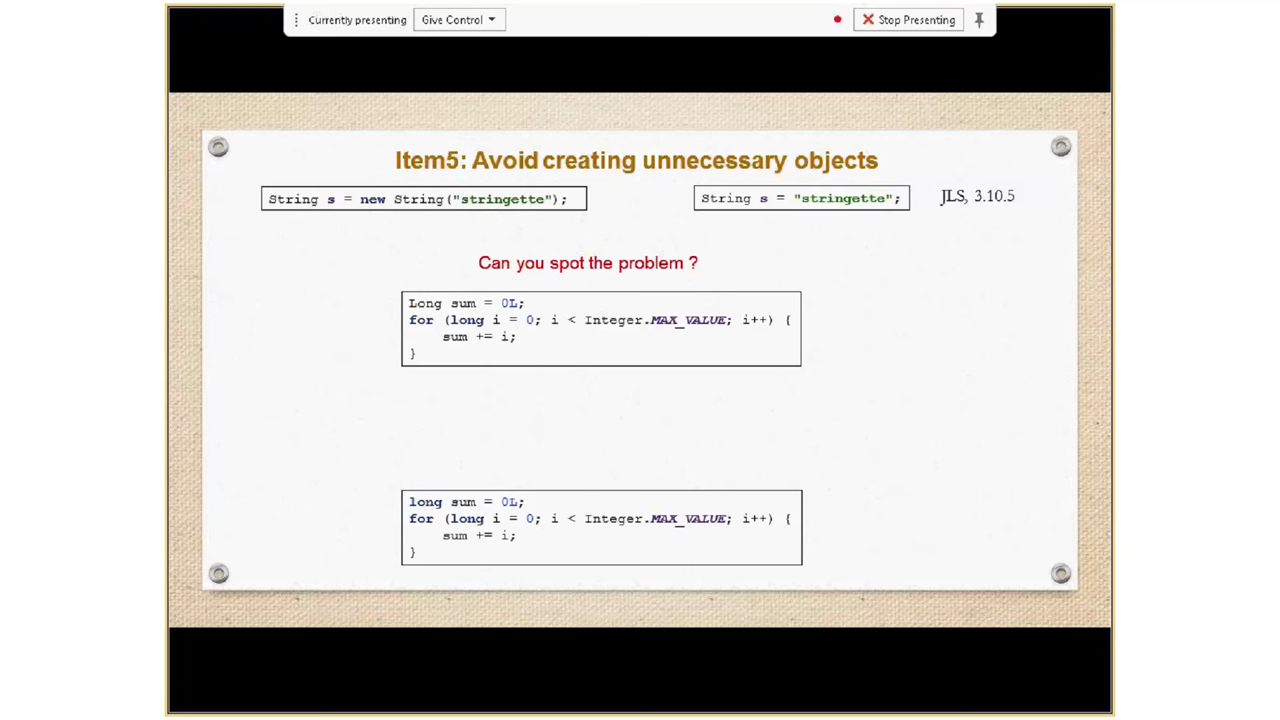 Currently presenting Give Control Stop Presenting
Item5: Avoid creating unnecessary objects
String s = new String("stringette"); String s = "stringette"; JLS, 3.10.5
Can you spot the problem ?
Long sum = 0L;
for (long i = 0; i < Integer.MAX_VALUE; i++) {
sum += i;
}
long sum = 0L;
for (long i = 0; i < Integer.MAX_VALUE; i++) {
sum += i;
}